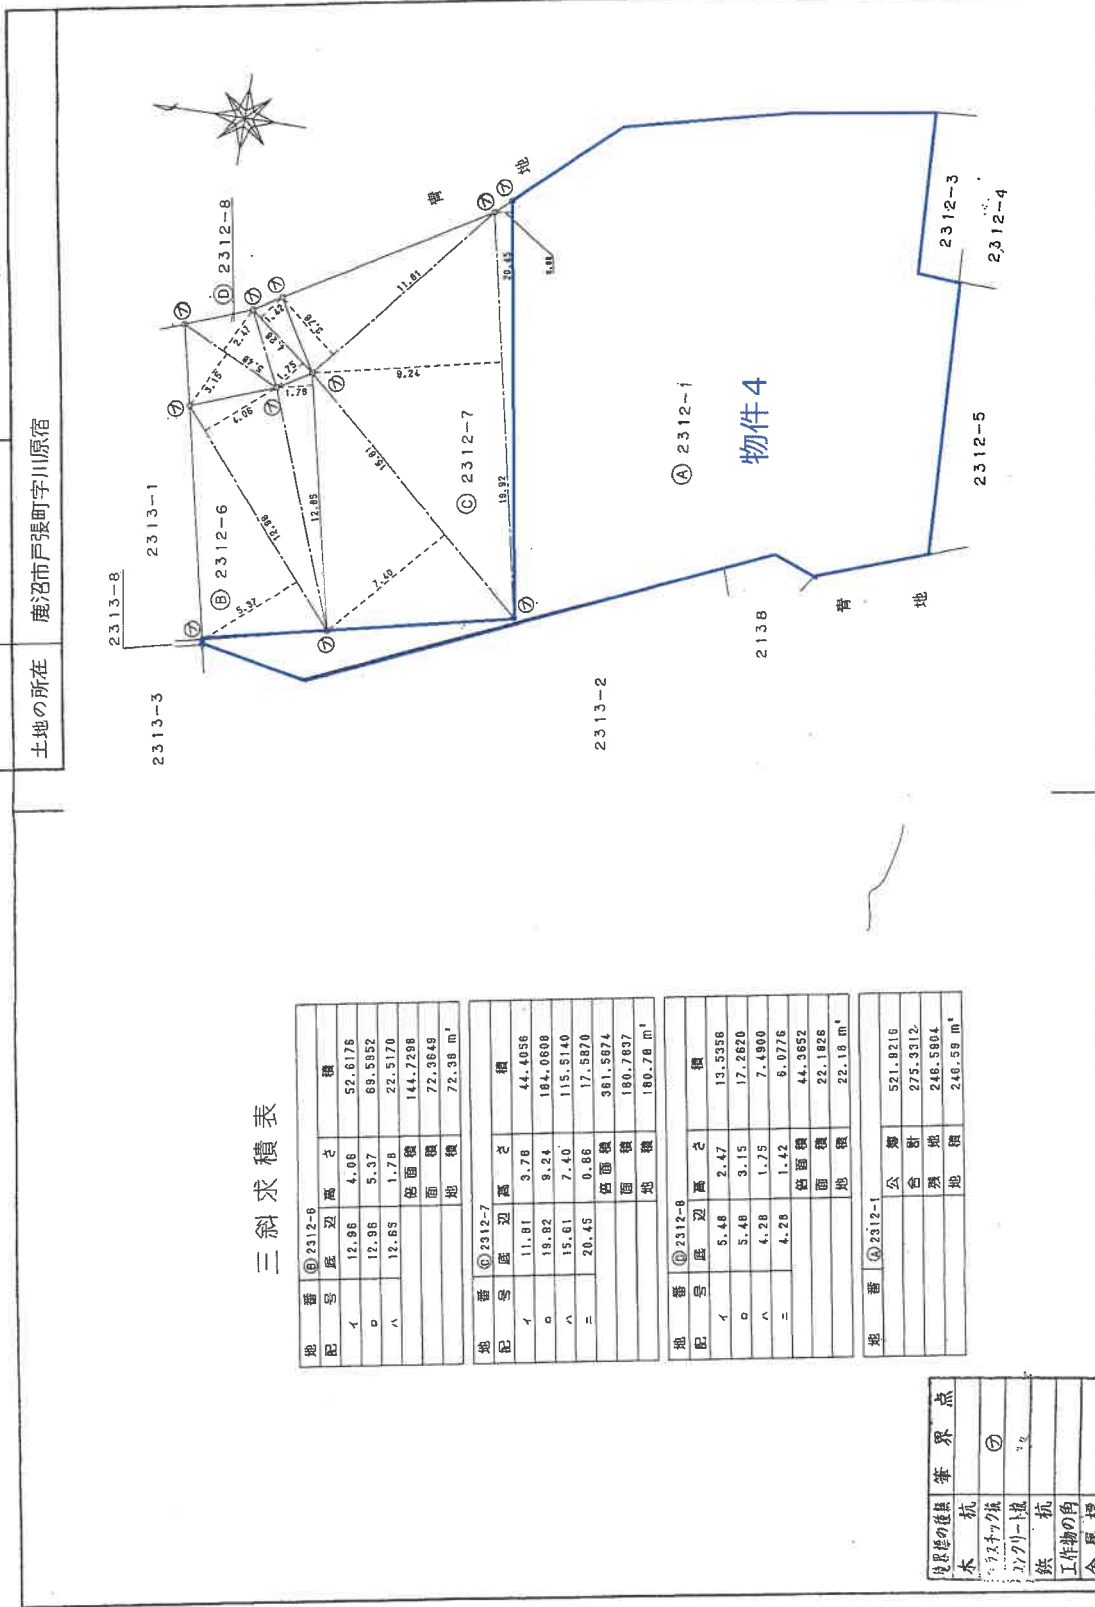 土地の所在 鹿沼市戸張町字川原宿
2313-3
2313-8
2313-1
Ⓑ 2312-6
Ⓓ 2312-8
Ⓒ 2312-7
Ⓐ 2312-1
物件4
2313-2
2138
青地
青地
2312-3
2312-4
2312-5
5.37
12.96
4.06
3.15
2.47
5.48
1.42
4.28
1.75
1.78
3.78
12.65
11.81
9.24
7.40
15.61
19.92
20.45
三斜求積表
地番 Ⓑ 2312-6
記号 底辺 高さ 積
イ 12.96 4.06 52.6176
ロ 12.96 5.37 69.5952
ハ 12.65 1.78 22.5170
倍面積 144.7298
面積 72.3649
地積 72.36 m²
地番 Ⓒ 2312-7
記号 底辺 高さ 積
イ 11.81 3.78 44.4056
ロ 19.92 9.24 184.0608
ハ 15.61 7.40 115.5140
ニ 20.45 0.86 17.5870
倍面積 361.5674
面積 180.7837
地積 180.78 m²
地番 Ⓓ 2312-8
記号 底辺 高さ 積
イ 5.48 2.47 13.5356
ロ 5.48 3.15 17.2620
ハ 4.28 1.75 7.4900
ニ 4.28 1.42 6.0776
倍面積 44.3652
面積 22.1826
地積 22.18 m²
地番 Ⓐ 2312-1
公簿 521.9216
合計 275.3312
残地 246.5904
地積 246.59 m²
境界標の種類 筆界点
木杭
プラスチック杭 ㋫
コンクリート杭
鉄杭
工作物の角
金属標